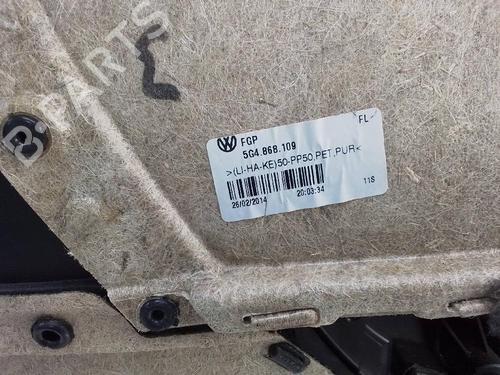 B-PARTS
FGP
FL
5G4.868.109
>(LI-HA-KE)50-PP50,PET,PUR<
26/02/2014 20:03:34 11S